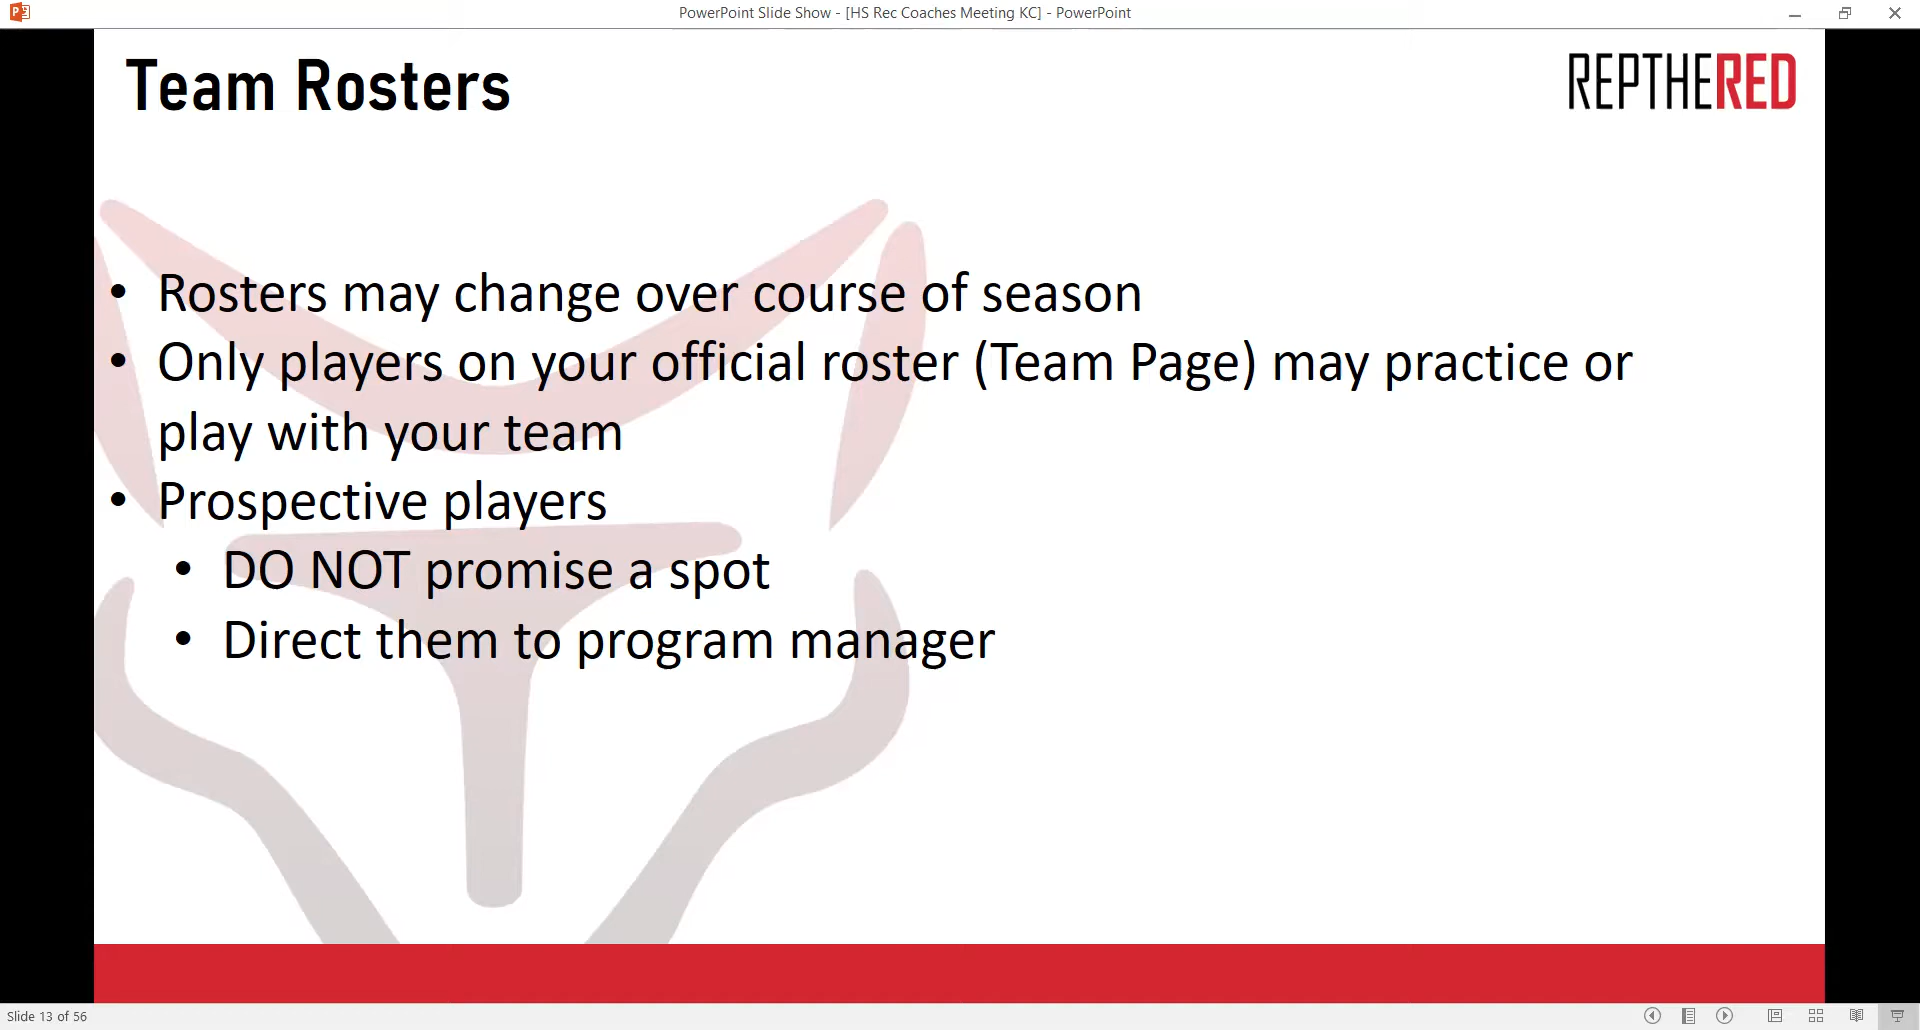 PowerPoint Slide Show - [HS Rec Coaches Meeting KC] - PowerPoint
Team Rosters
REPTHERED
• Rosters may change over course of season
• Only players on your official roster (Team Page) may practice or
play with your team
• Prospective players
• DO NOT promise a spot
• Direct them to program manager
Slide 13 of 56